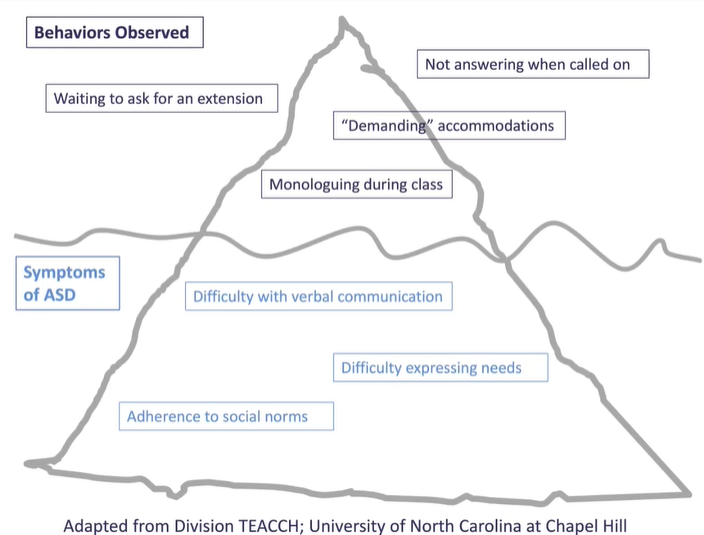 Behaviors Observed
Not answering when called on
Waiting to ask for an extension
“Demanding” accommodations
Monologuing during class
Symptoms
of ASD
Difficulty with verbal communication
Difficulty expressing needs
Adherence to social norms
Adapted from Division TEACCH; University of North Carolina at Chapel Hill